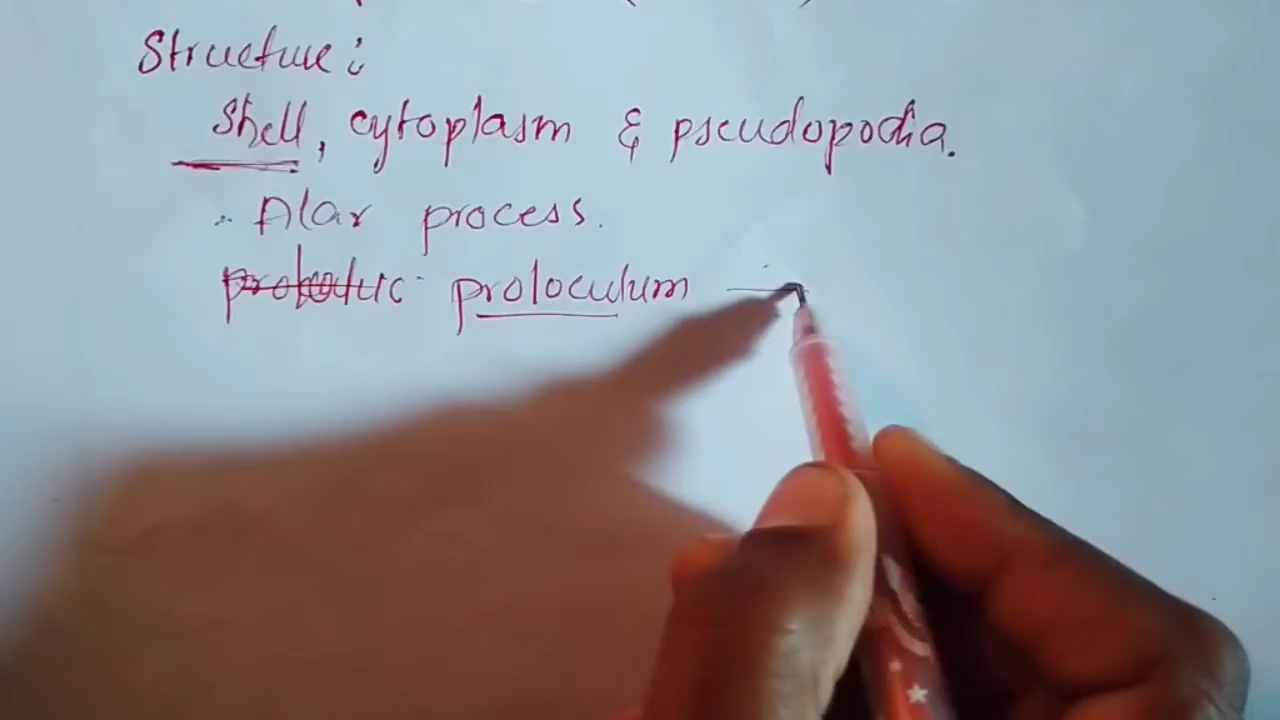 Structure:
Shell, cytoplasm & pseudopodia.
Alar process.
proloculum